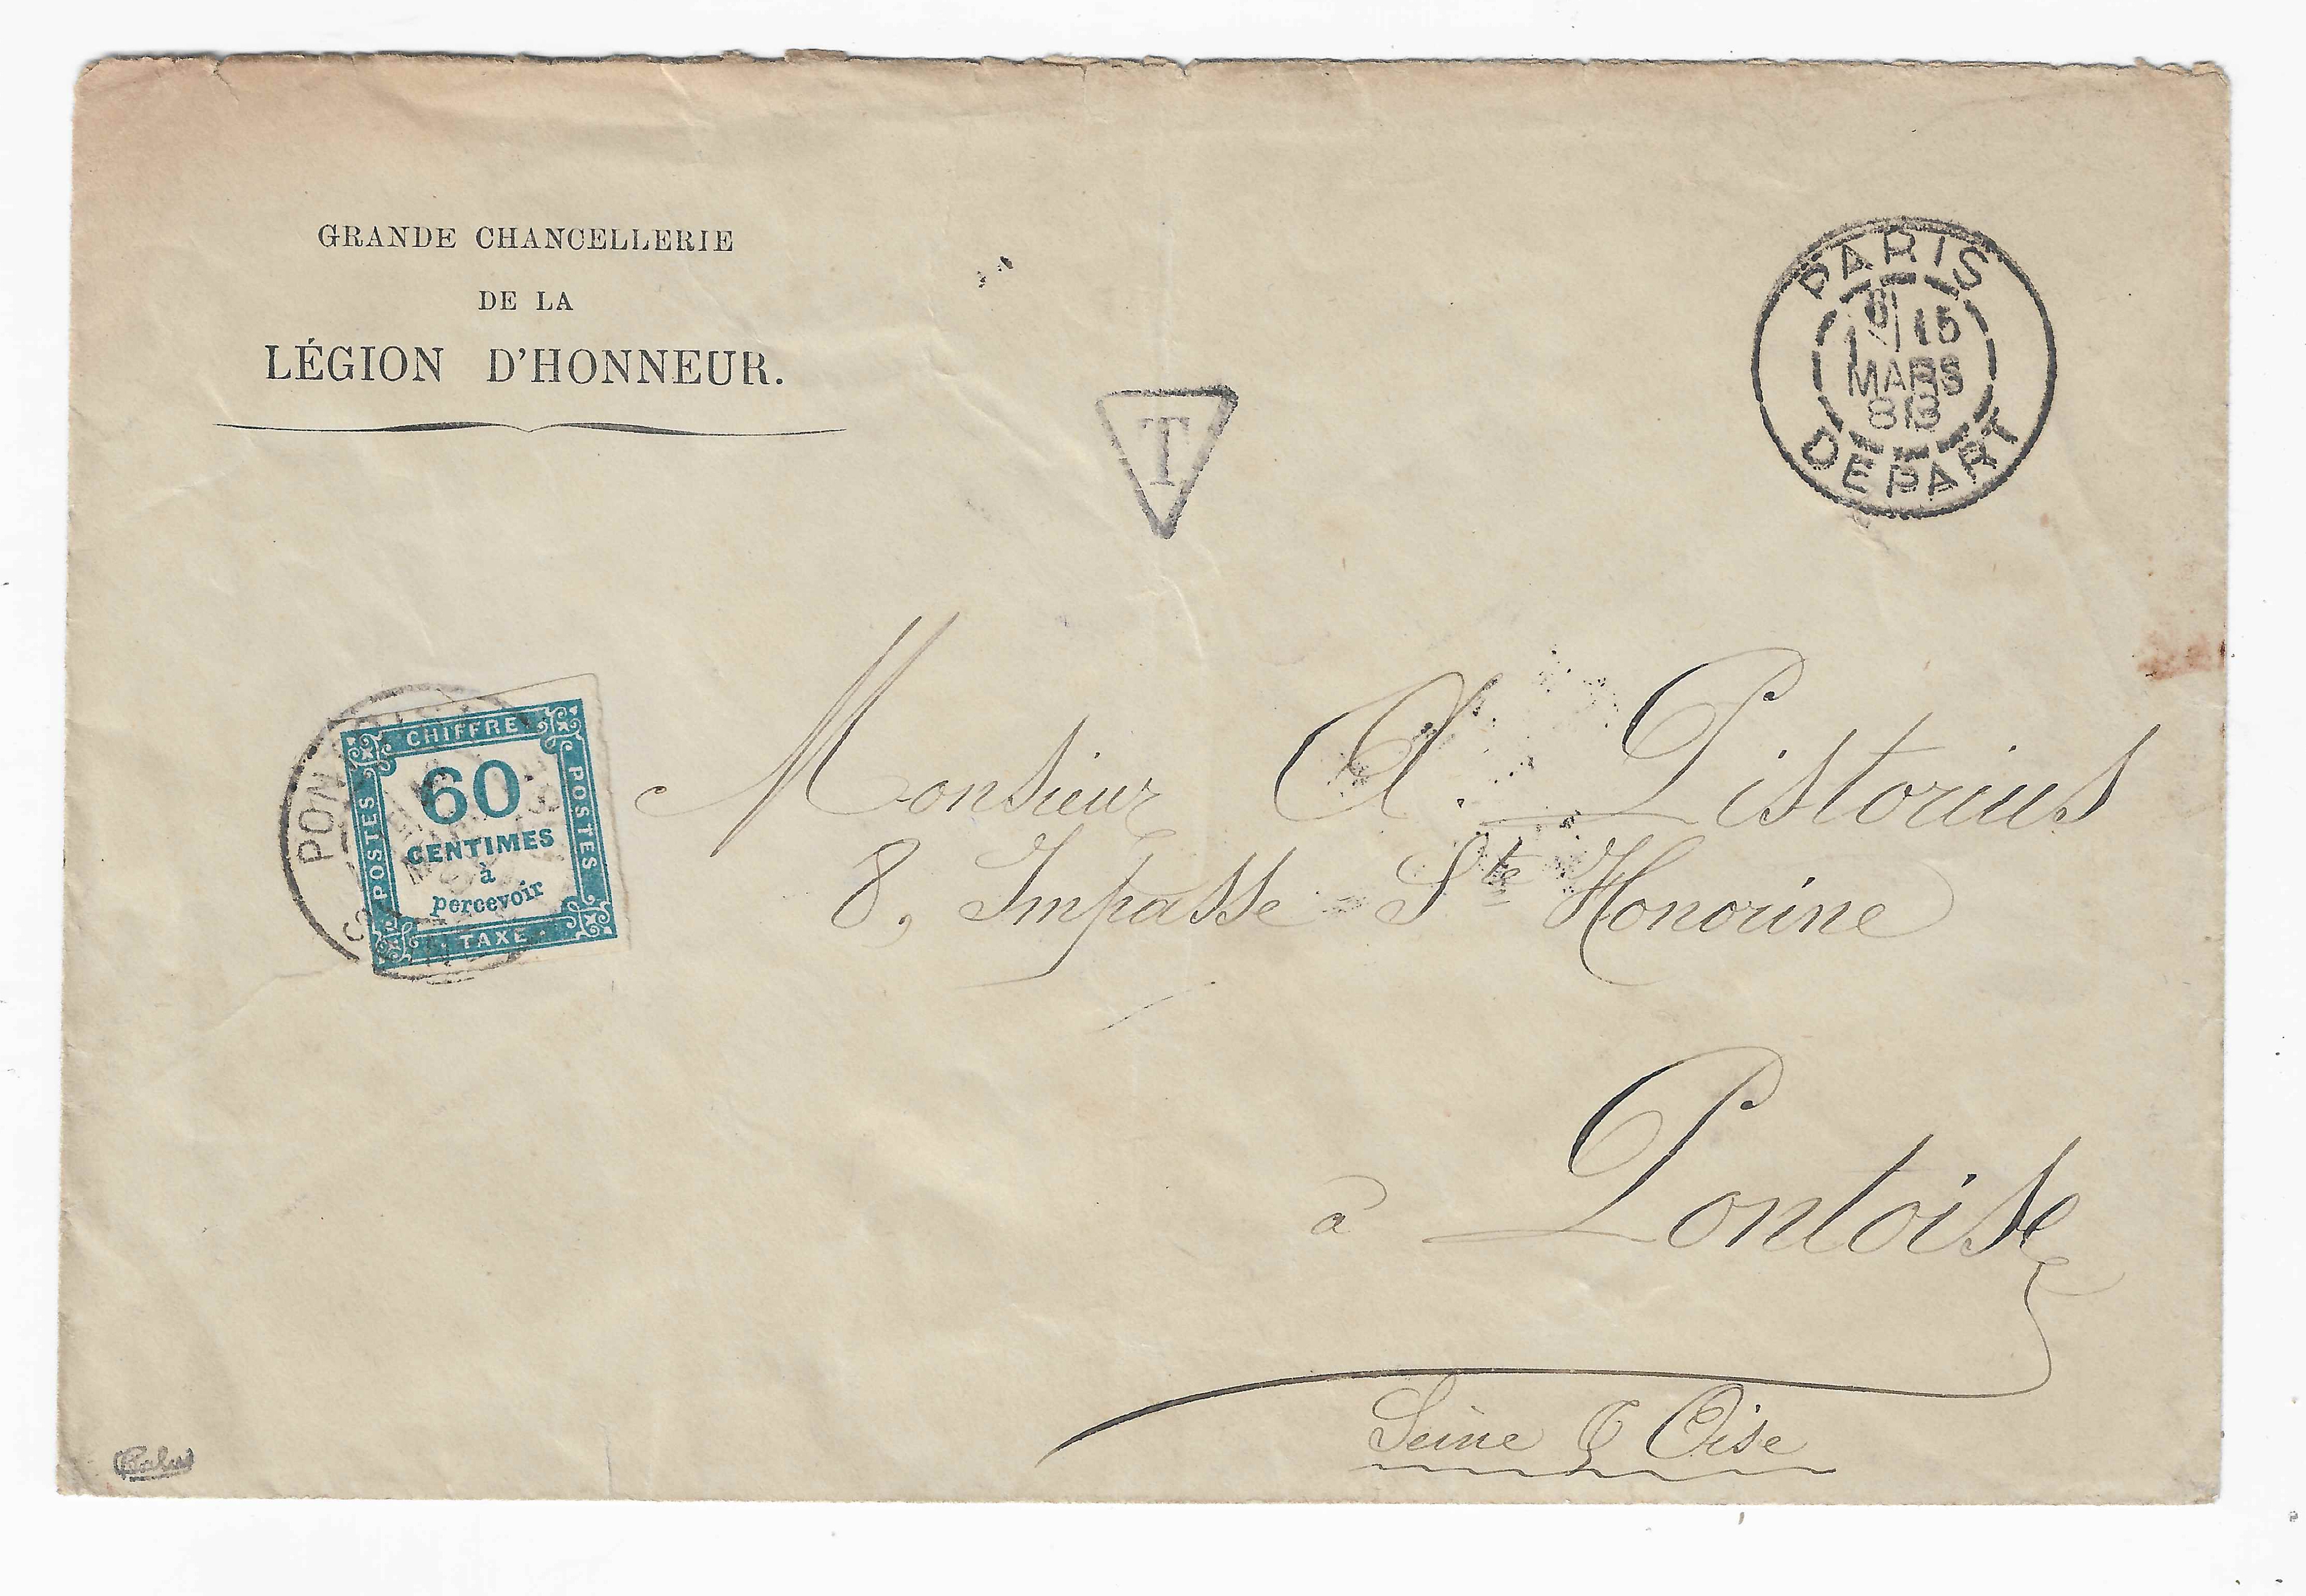 GRANDE CHANCELLERIE
DE LA
LÉGION D'HONNEUR.
T
PARIS
15
MARS
DEPART
CHIFFRE
POSTES
POSTES
60
CENTIMES
à
percevoir
TAXE
Monsieur A. Pistorius
8, Impasse Ste Honorine
à Pontoise
Seine & Oise